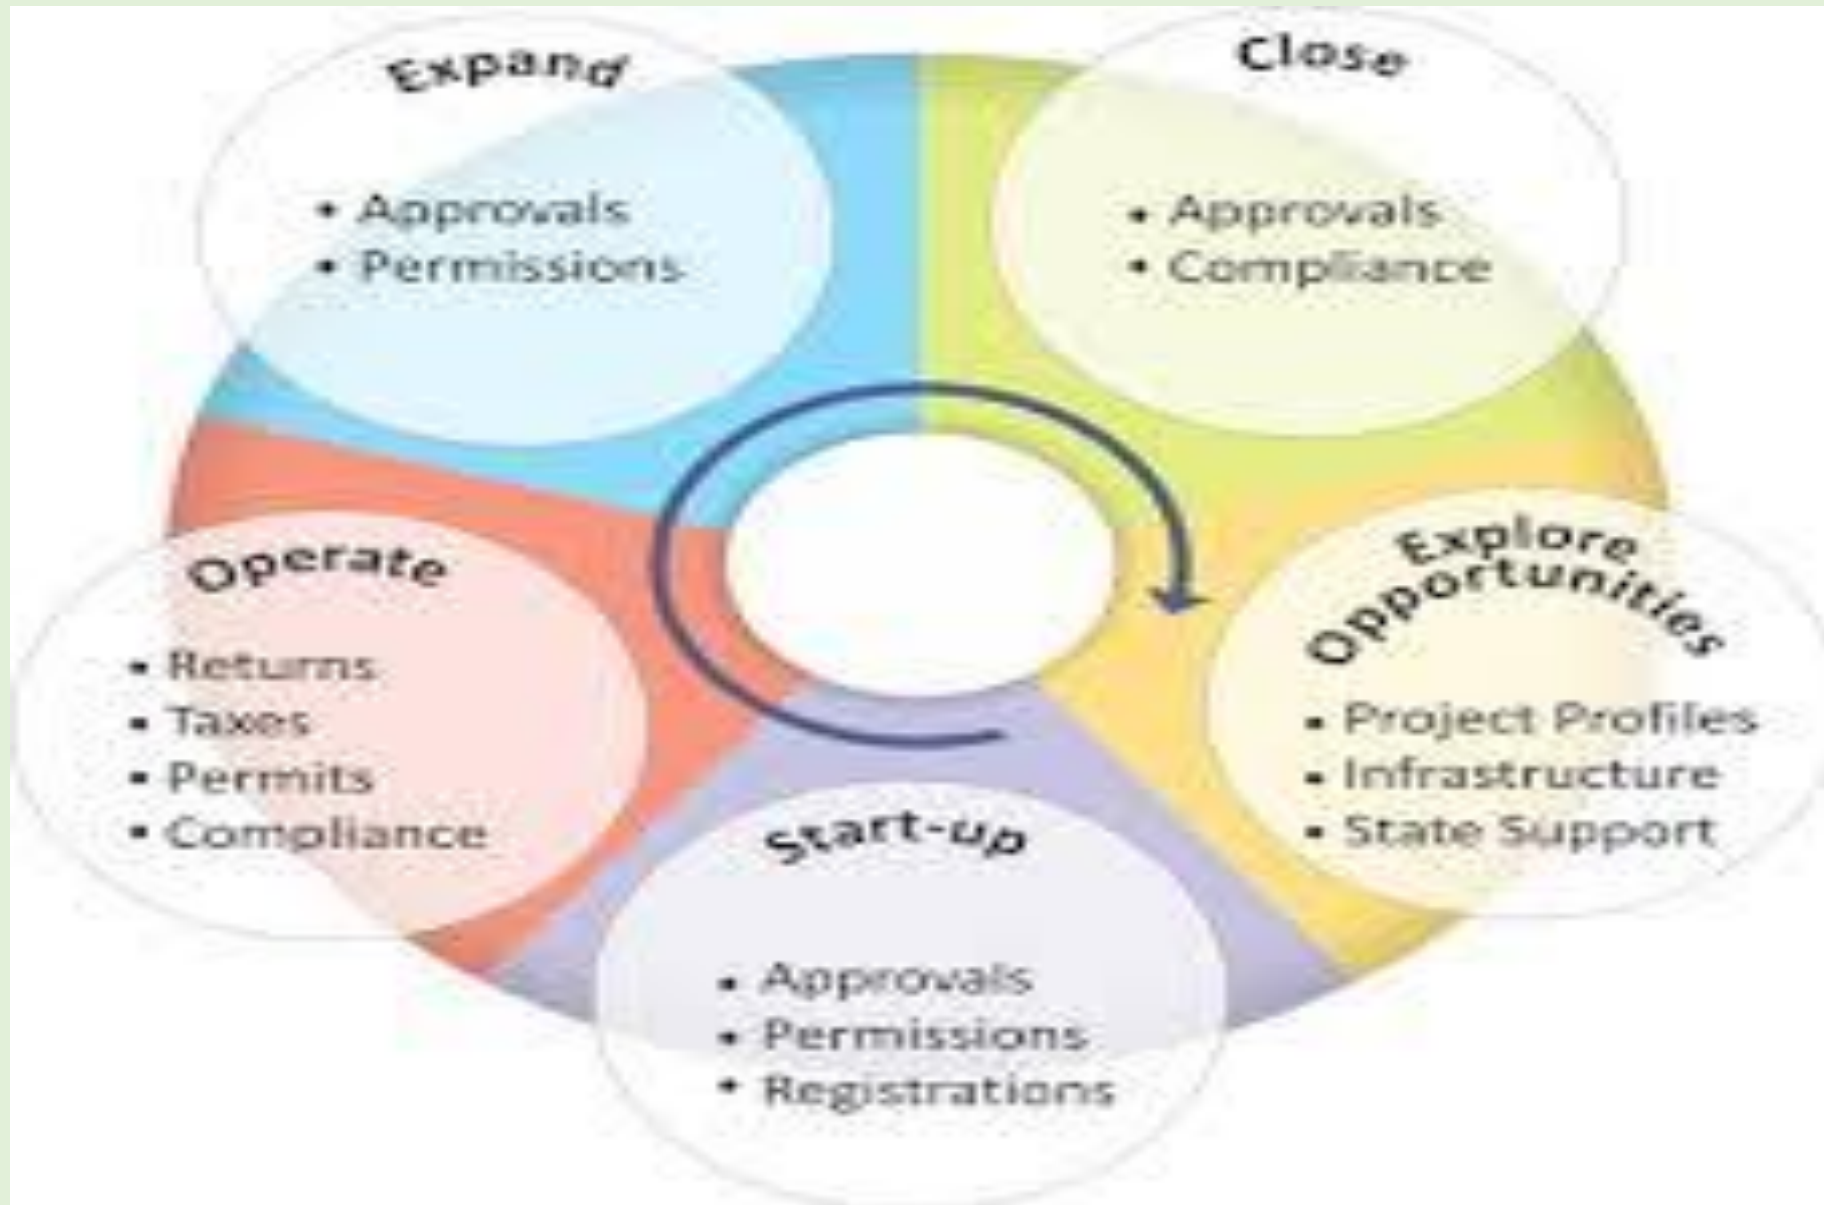 Expand
• Approvals
• Permissions
Close
• Approvals
• Compliance
Explore
Opportunities
• Project Profiles
• Infrastructure
• State Support
Start-up
• Approvals
• Permissions
• Registrations
Operate
• Returns
• Taxes
• Permits
• Compliance